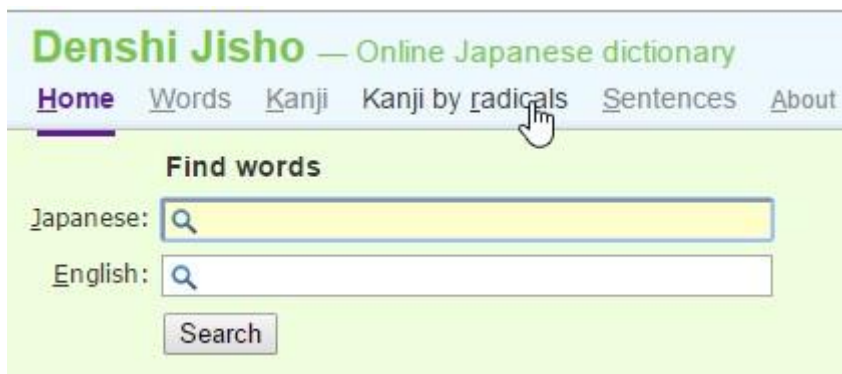 Denshi Jisho — Online Japanese dictionary
Home Words Kanji Kanji by radicals Sentences About
Find words
Japanese:
English:
Search